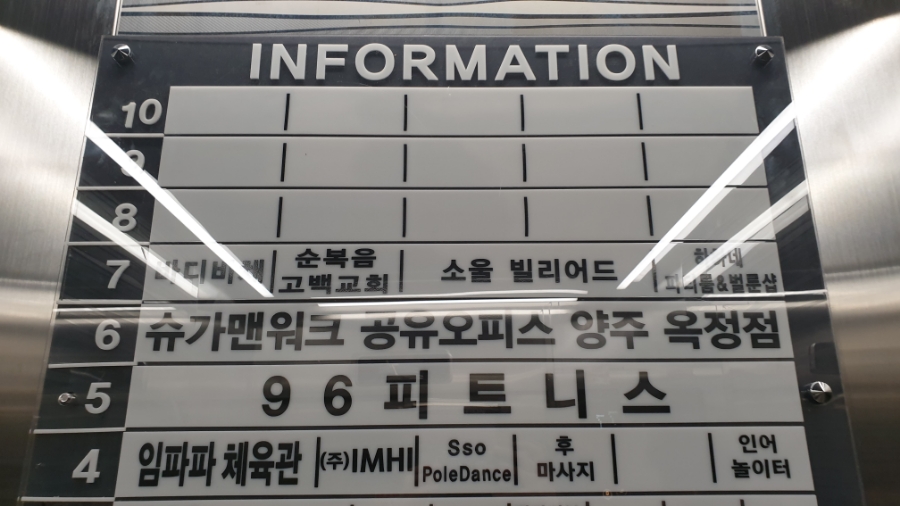 INFORMATION
10
9
8
7
순복음
고백교회
소울 빌리어드
6 슈가맨워크 공유오피스 양주 옥정점
5 96피트니스
4 임파파 체육관 (주)IMHI
Sso
PoleDance
후
마사지
인어
놀이터